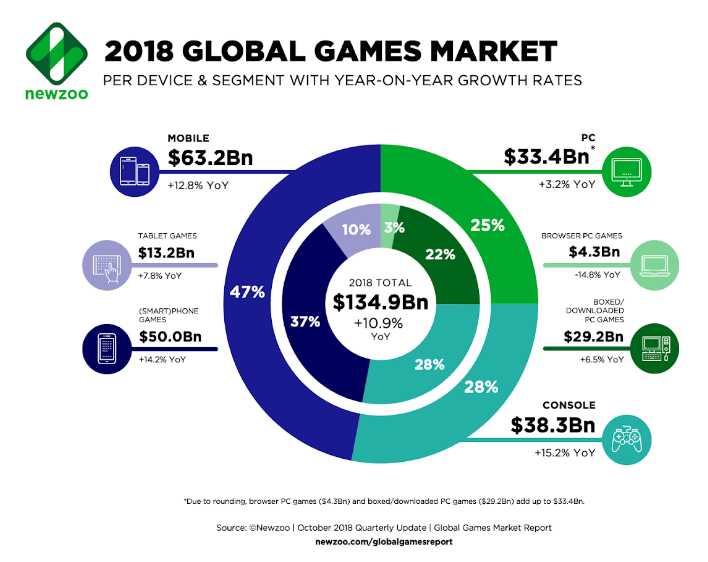 newzoo
2018 GLOBAL GAMES MARKET
PER DEVICE & SEGMENT WITH YEAR-ON-YEAR GROWTH RATES
MOBILE
$63.2Bn
+12.8% YoY
TABLET GAMES
$13.2Bn
+7.8% YoY
(SMART)PHONE
GAMES
$50.0Bn
+14.2% YoY
47%
10%
3%
25%
22%
37%
28%
28%
2018 TOTAL
$134.9Bn
+10.9%
YoY
PC
$33.4Bn*
+3.2% YoY
BROWSER PC GAMES
$4.3Bn
-14.8% YoY
BOXED/
DOWNLOADED
PC GAMES
$29.2Bn
+6.5% YoY
CONSOLE
$38.3Bn
+15.2% YoY
*Due to rounding, browser PC games ($4.3Bn) and boxed/downloaded PC games ($29.2Bn) add up to $33.4Bn.
Source: ©Newzoo | October 2018 Quarterly Update | Global Games Market Report
newzoo.com/globalgamesreport